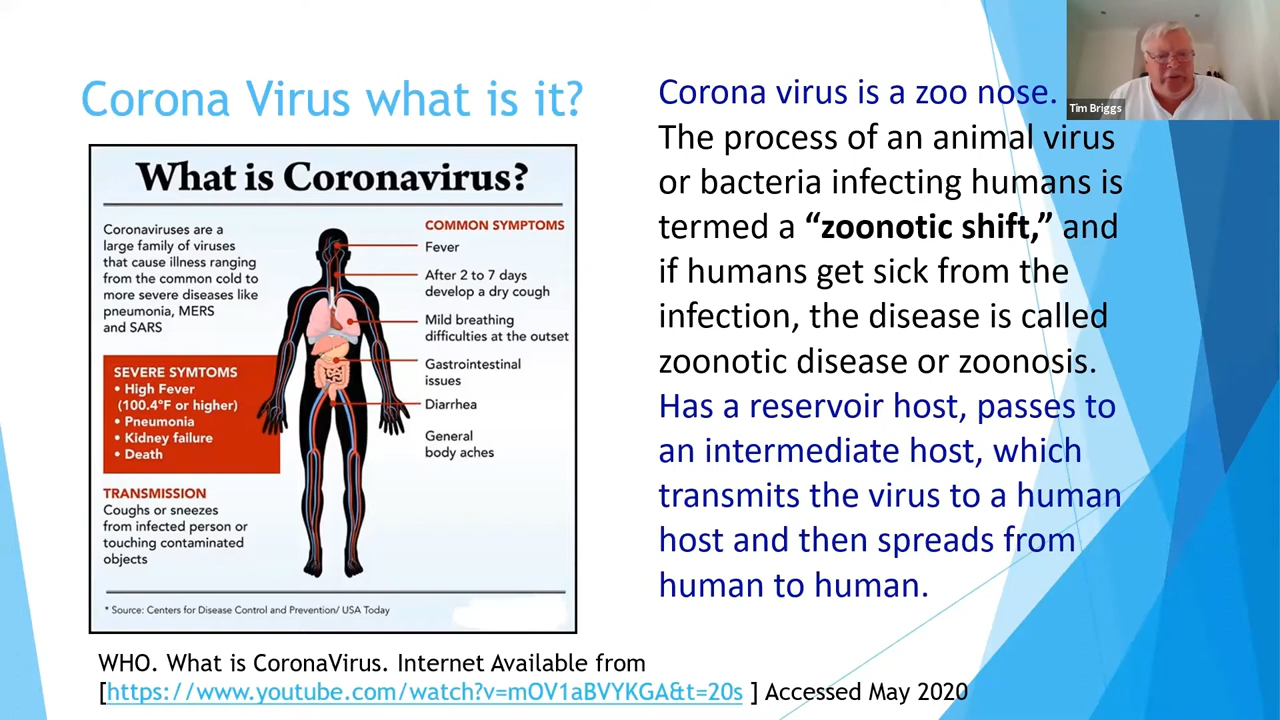 Corona Virus what is it?
What is Coronavirus?
Coronaviruses are a
large family of viruses
that cause illness ranging
from the common cold to
more severe diseases like
pneumonia, MERS
and SARS
SEVERE SYMTOMS
• High Fever
(100.4°F or higher)
• Pneumonia
• Kidney failure
• Death
TRANSMISSION
Coughs or sneezes
from infected person or
touching contaminated
objects
COMMON SYMPTOMS
Fever
After 2 to 7 days
develop a dry cough
Mild breathing
difficulties at the outset
Gastrointestinal
issues
Diarrhea
General
body aches
* Source: Centers for Disease Control and Prevention/ USA Today
WHO. What is CoronaVirus. Internet Available from
[https://www.youtube.com/watch?v=mOV1aBVYKGA&t=20s ] Accessed May 2020
Corona virus is a zoo nose.
The process of an animal virus
or bacteria infecting humans is
termed a “zoonotic shift,” and
if humans get sick from the
infection, the disease is called
zoonotic disease or zoonosis.
Has a reservoir host, passes to
an intermediate host, which
transmits the virus to a human
host and then spreads from
human to human.
Tim Briggs